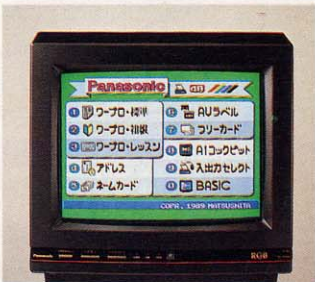 Panasonic
ワープロ・標準
ワープロ・初級
ワープロ・レッスン
アドレス
ネームカード
AVラベル
フリーカード
A1コックピット
入出力セレクト
BASIC
COPR. 1989 MATSUSHITA
Panasonic
RGB